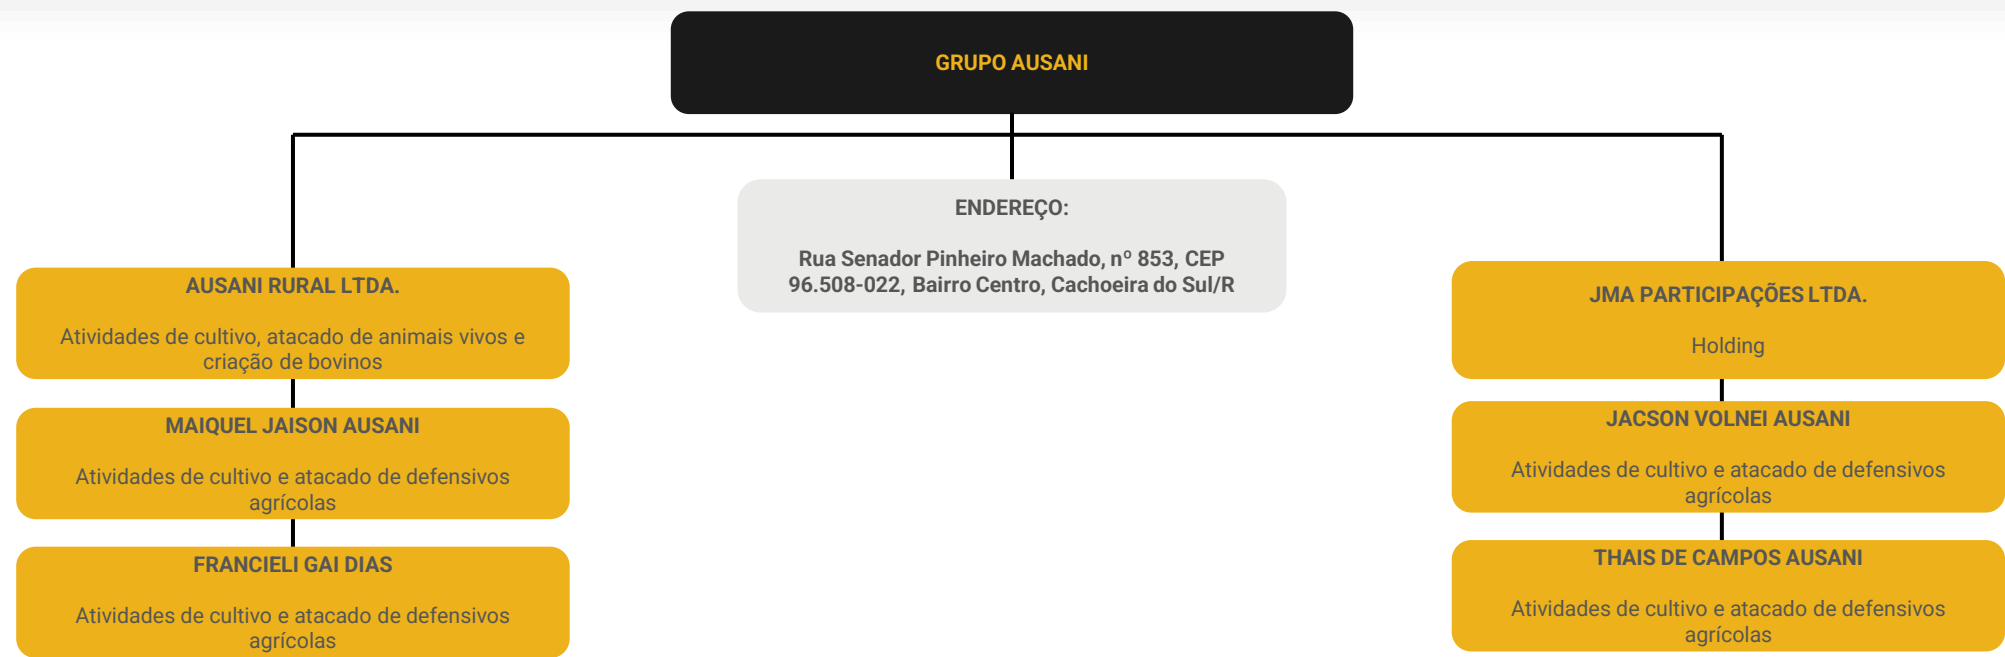 GRUPO AUSANI
ENDEREÇO:
Rua Senador Pinheiro Machado, nº 853, CEP
96.508-022, Bairro Centro, Cachoeira do Sul/R
AUSANI RURAL LTDA.
Atividades de cultivo, atacado de animais vivos e
criação de bovinos
MAIQUEL JAISON AUSANI
Atividades de cultivo e atacado de defensivos
agrícolas
FRANCIELI GAI DIAS
Atividades de cultivo e atacado de defensivos
agrícolas
JMA PARTICIPAÇÕES LTDA.
Holding
JACSON VOLNEI AUSANI
Atividades de cultivo e atacado de defensivos
agrícolas
THAIS DE CAMPOS AUSANI
Atividades de cultivo e atacado de defensivos
agrícolas